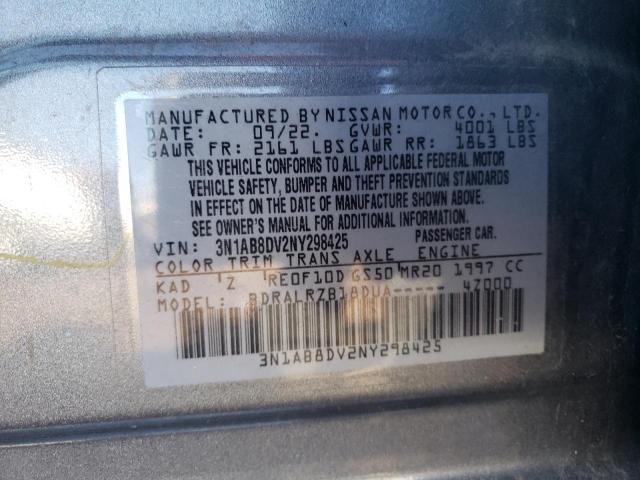 MANUFACTURED BY NISSAN MOTOR CO., LTD.
DATE: 09/22. GVWR: 4001 LBS
GAWR FR: 2161 LBS GAWR RR: 1863 LBS
THIS VEHICLE CONFORMS TO ALL APPLICABLE FEDERAL MOTOR
VEHICLE SAFETY, BUMPER AND THEFT PREVENTION STANDARDS
IN EFFECT ON THE DATE OF MANUFACTURE SHOWN ABOVE.
SEE OWNER'S MANUAL FOR ADDITIONAL INFORMATION.
VIN: 3N1AB8DV2NY298425 PASSENGER CAR.
COLOR TRIM TRANS AXLE ENGINE
KAD Z RE0F10D GS50 MR20 1997 CC
MODEL: BDRALRZB18DUA----- 4Z000
3N1AB8DV2NY298425